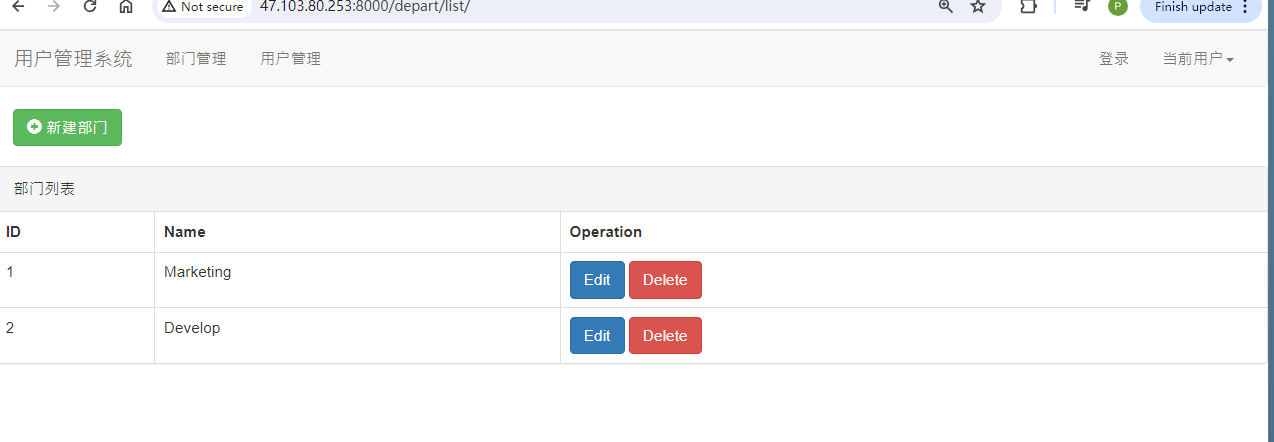 Not secure 47.103.80.253:8000/depart/list/ P Finish update
用户管理系统 部门管理 用户管理 登录 当前用户
新建部门
部门列表
ID Name Operation
1 Marketing Edit Delete
2 Develop Edit Delete